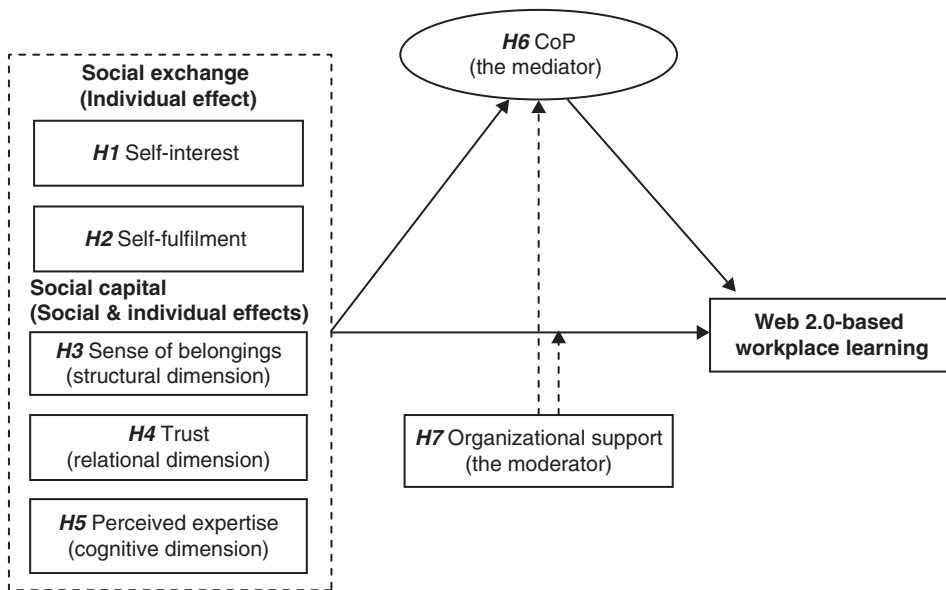 Social exchange
(Individual effect)
H1 Self-interest
H2 Self-fulfilment
Social capital
(Social & individual effects)
H3 Sense of belongings
(structural dimension)
H4 Trust
(relational dimension)
H5 Perceived expertise
(cognitive dimension)
H6 CoP
(the mediator)
H7 Organizational support
(the moderator)
Web 2.0-based
workplace learning